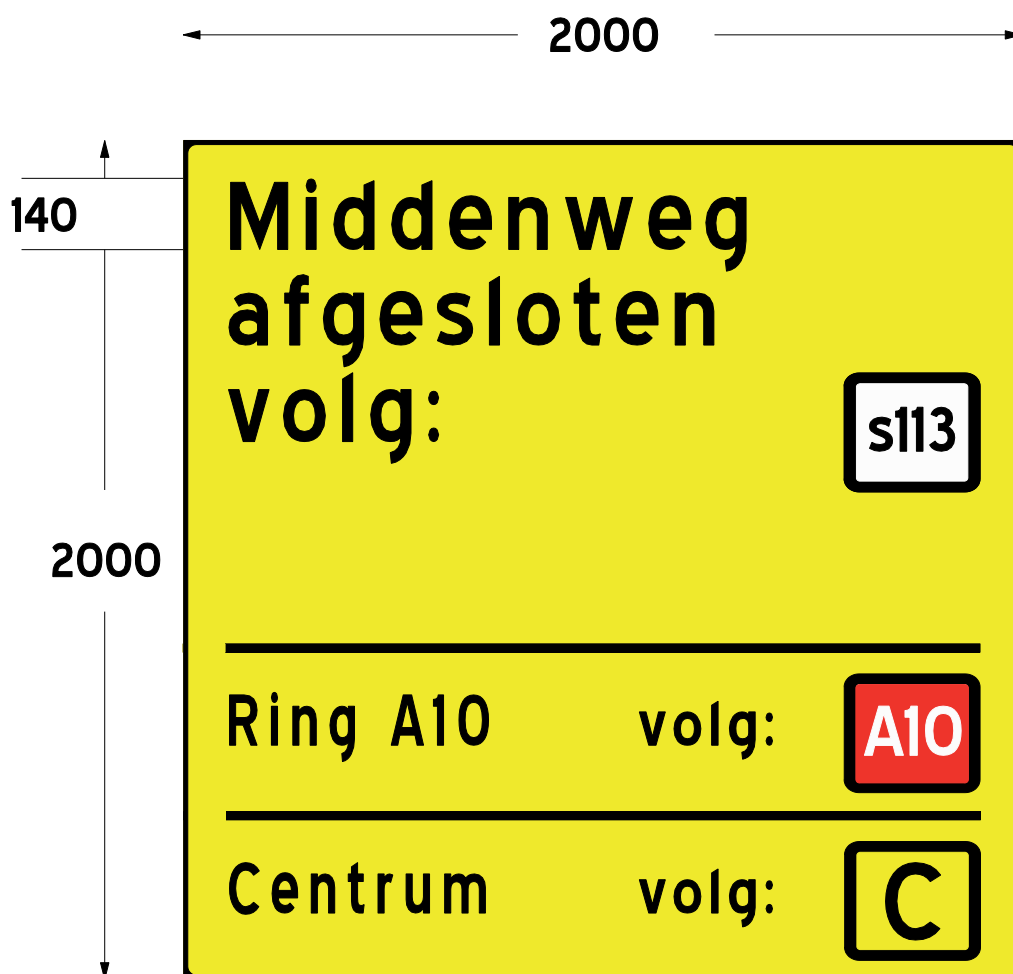 2000
140
Middenweg
afgesloten
volg:
s113
2000
Ring A10 volg: A10
Centrum volg: C